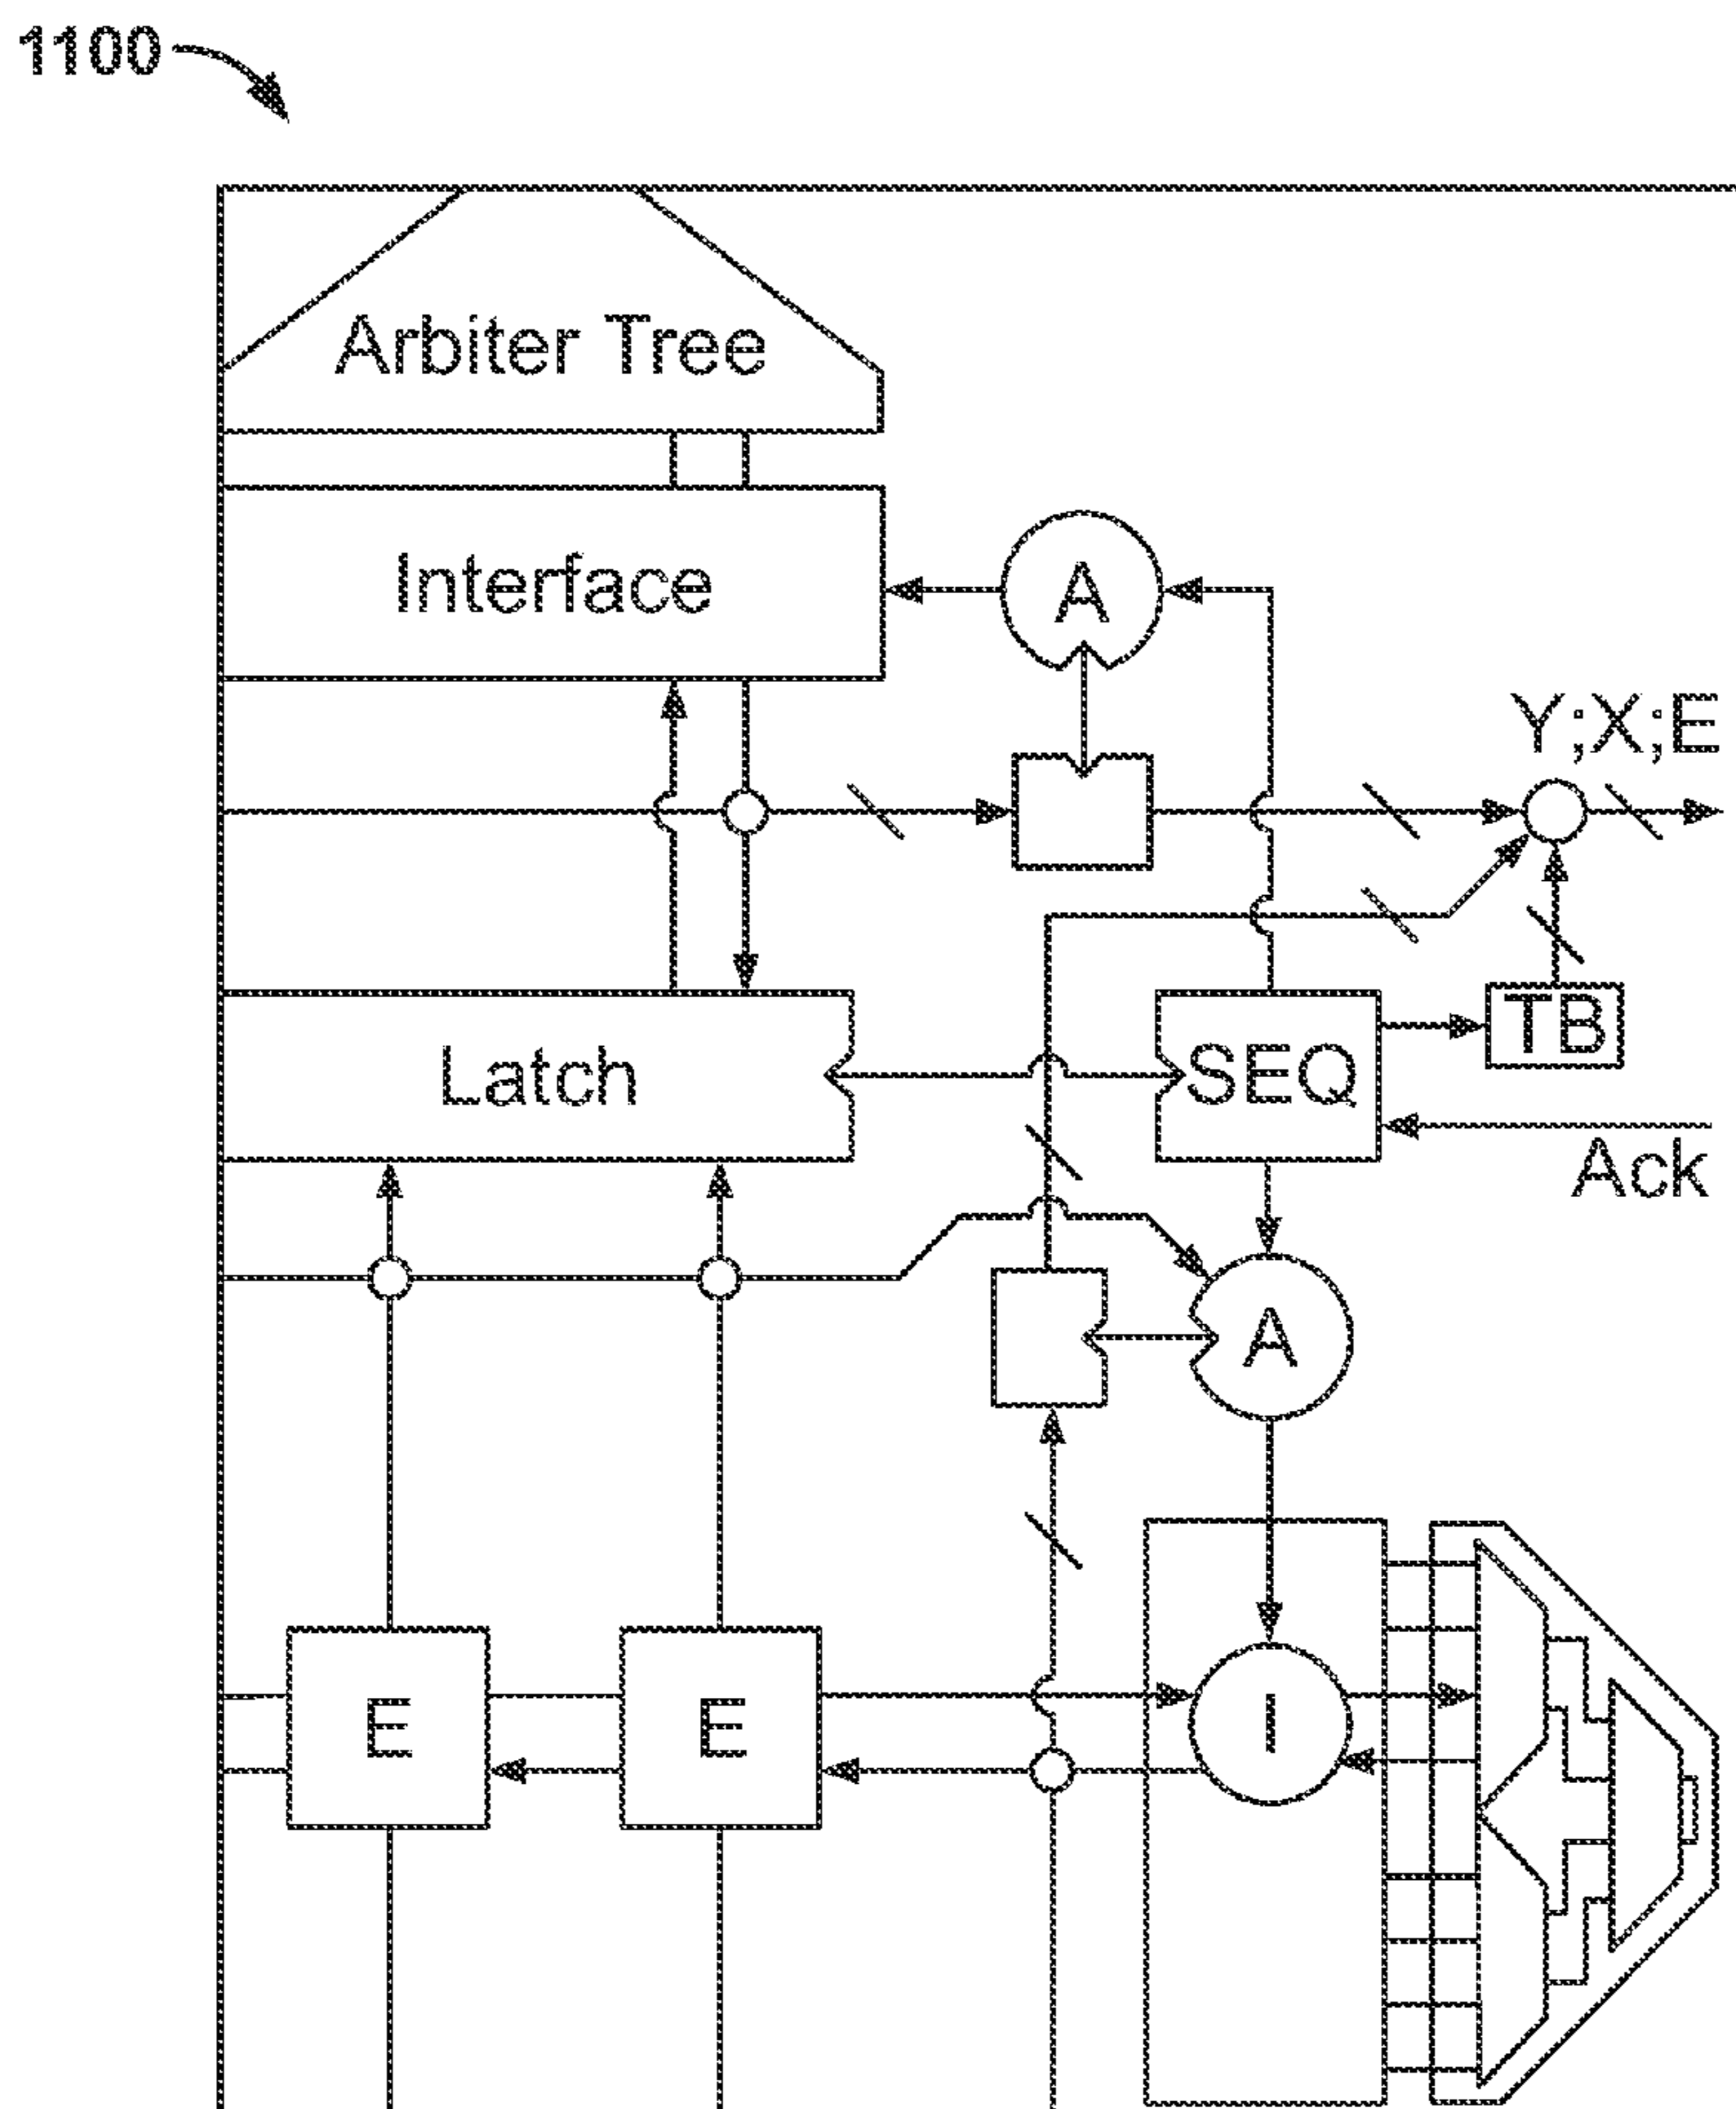 1100
Arbiter Tree
Interface
A
Y;X;E
Latch
SEQ
TB
Ack
A
E
E
I